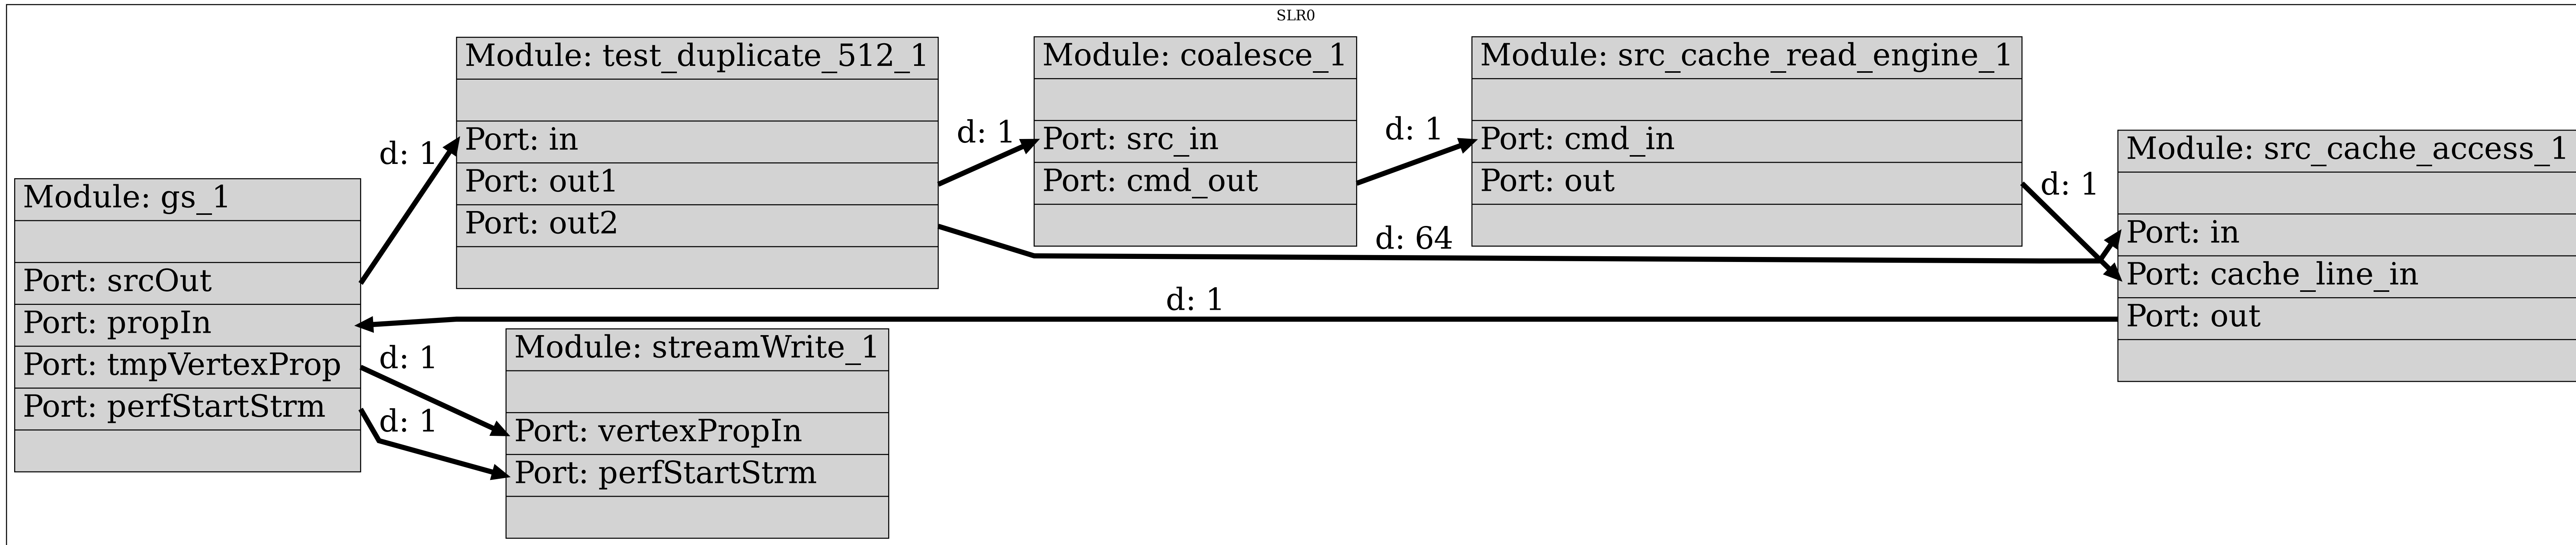 SLR0
Module: test_duplicate_512_1
Port: in
Port: out1
Port: out2
Module: coalesce_1
Port: src_in
Port: cmd_out
Module: src_cache_read_engine_1
Port: cmd_in
Port: out
Module: src_cache_access_1
Port: in
Port: cache_line_in
Port: out
Module: gs_1
Port: srcOut
Port: propIn
Port: tmpVertexProp
Port: perfStartStrm
Module: streamWrite_1
Port: vertexPropIn
Port: perfStartStrm
d: 1
d: 1
d: 1
d: 1
d: 64
d: 1
d: 1
d: 1